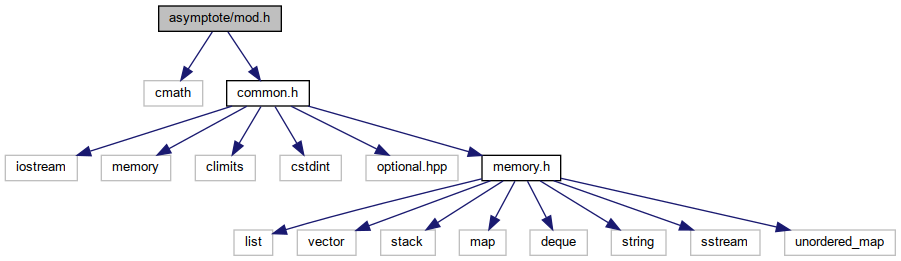 asymptote/mod.h
cmath
common.h
iostream
memory
climits
cstdint
optional.hpp
memory.h
list
vector
stack
map
deque
string
sstream
unordered_map